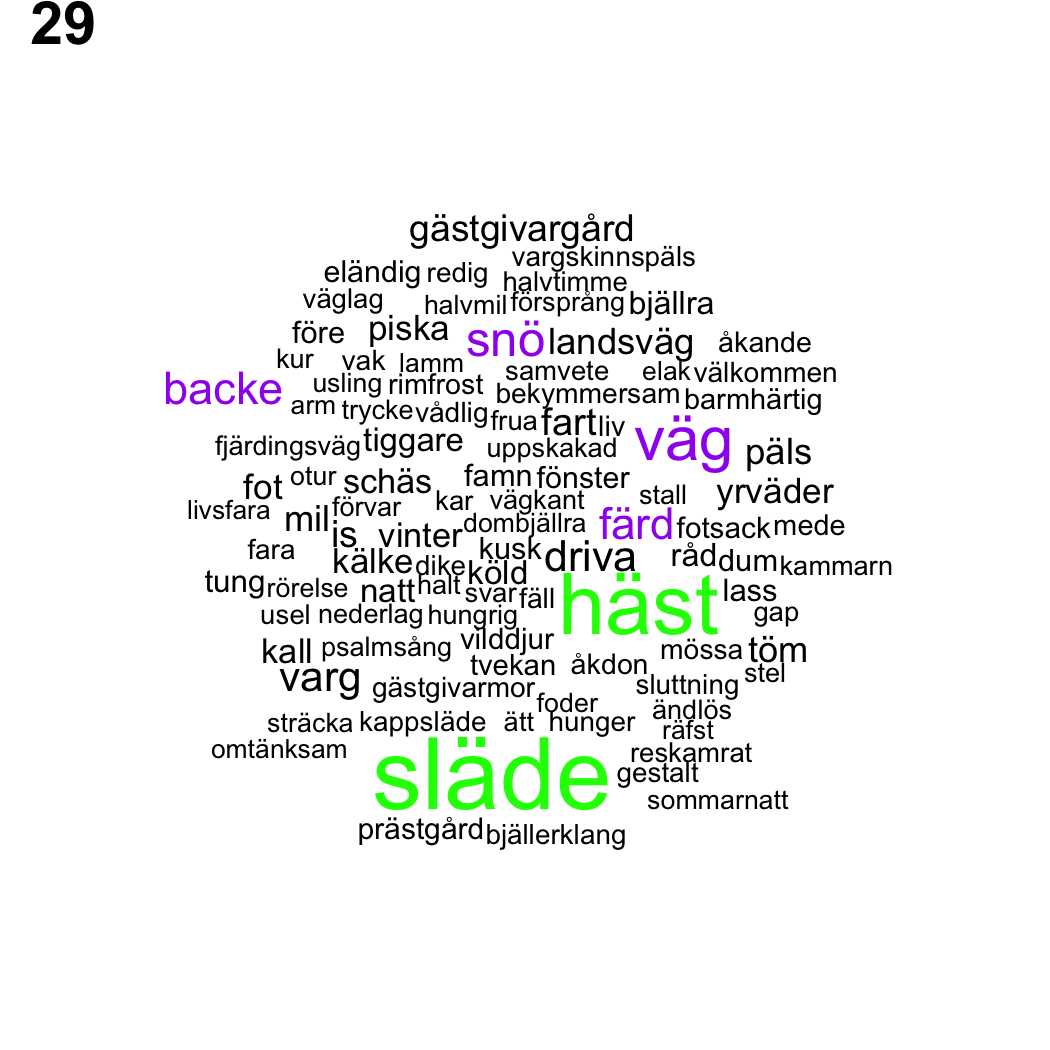 29
gästgivargård
vargskinnspäls
eländig redig halvtimme
väglag halvmil försprång bjällra
före piska snö landsväg åkande
kur vak lamm samvete elak välkommen
backe usling rimfrost bekymmersam barmhärtig
arm trycke vådlig frua fart liv väg
fjärdingsväg tiggare uppskakad päls
fot otur schäs famn fönster stall yrväder
livsfara förvar kar vägkant
mil is vinter dombjällra färd fotsack mede
fara kälke dike kusk driva råd dum kammarn
tung rörelse natt halt köld svar fäll häst lass
usel nederlag hungrig gap
kall psalmsång vilddjur mössa töm
varg tvekan åkdon stel
gästgivarmor foder sluttning
sträcka kappsläde ätt hunger ändlös
räfst
omtänksam släde reskamrat
gestalt
sommarnatt
prästgård bjällerklang